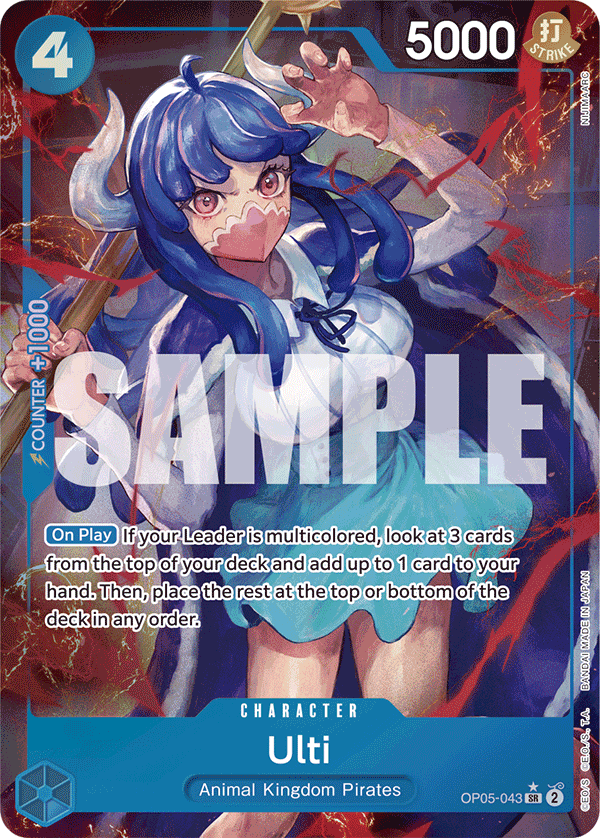 4
5000
打
STRIKE
NIJIMAARC
COUNTER +1000
SAMPLE
On Play If your Leader is multicolored, look at 3 cards
from the top of your deck and add up to 1 card to your
hand. Then, place the rest at the top or bottom of the
deck in any order.
CHARACTER
Ulti
Animal Kingdom Pirates
OP05-043 ★ SR 2
©E.O/S ©E.O./S., T.A. BANDAI MADE IN JAPAN